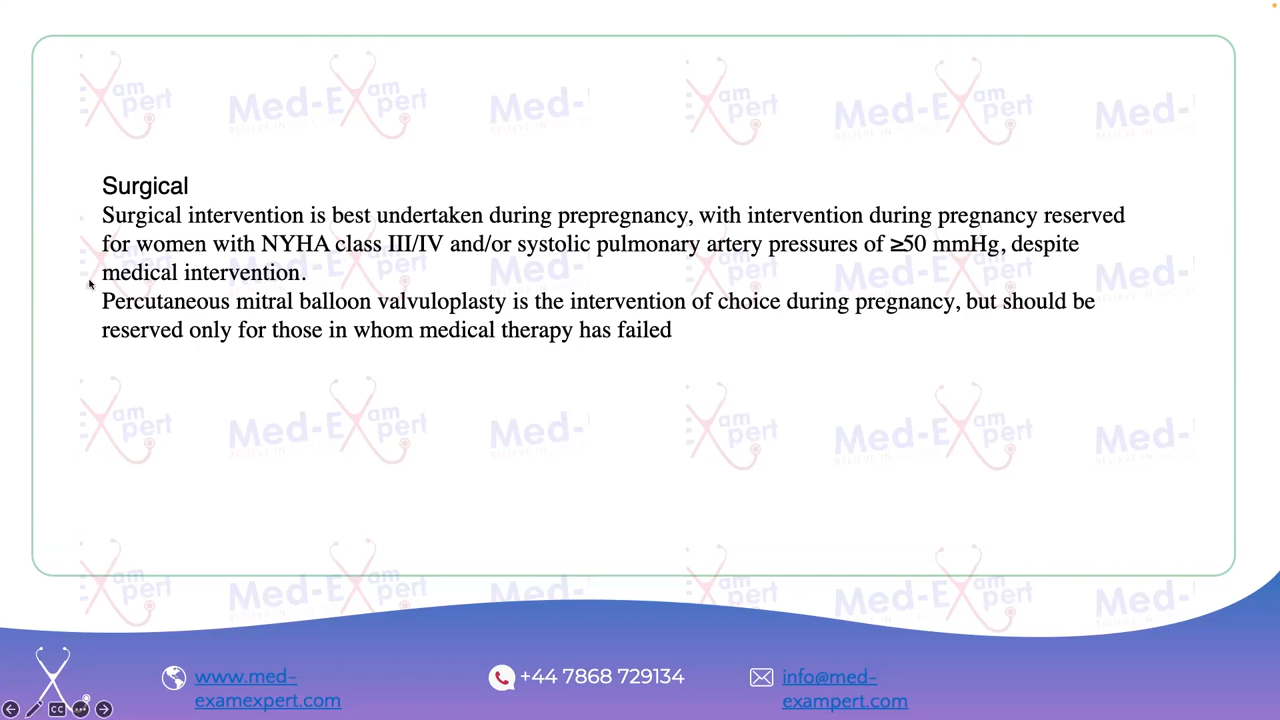 Surgical
Surgical intervention is best undertaken during prepregnancy, with intervention during pregnancy reserved
for women with NYHA class III/IV and/or systolic pulmonary artery pressures of ≥50 mmHg, despite
medical intervention.
Percutaneous mitral balloon valvuloplasty is the intervention of choice during pregnancy, but should be
reserved only for those in whom medical therapy has failed
www.med-
examexpert.com
+44 7868 729134
info@med-
exampert.com
CC